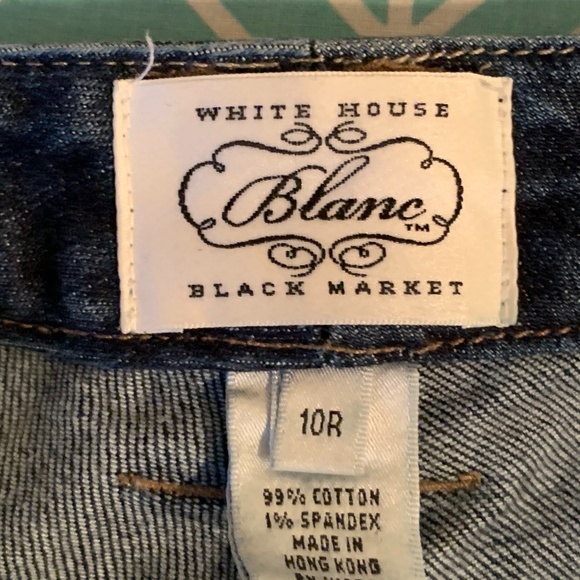 WHITE HOUSE
Blanc TM
BLACK MARKET
10R
99% COTTON
1% SPANDEX
MADE IN
HONG KONG